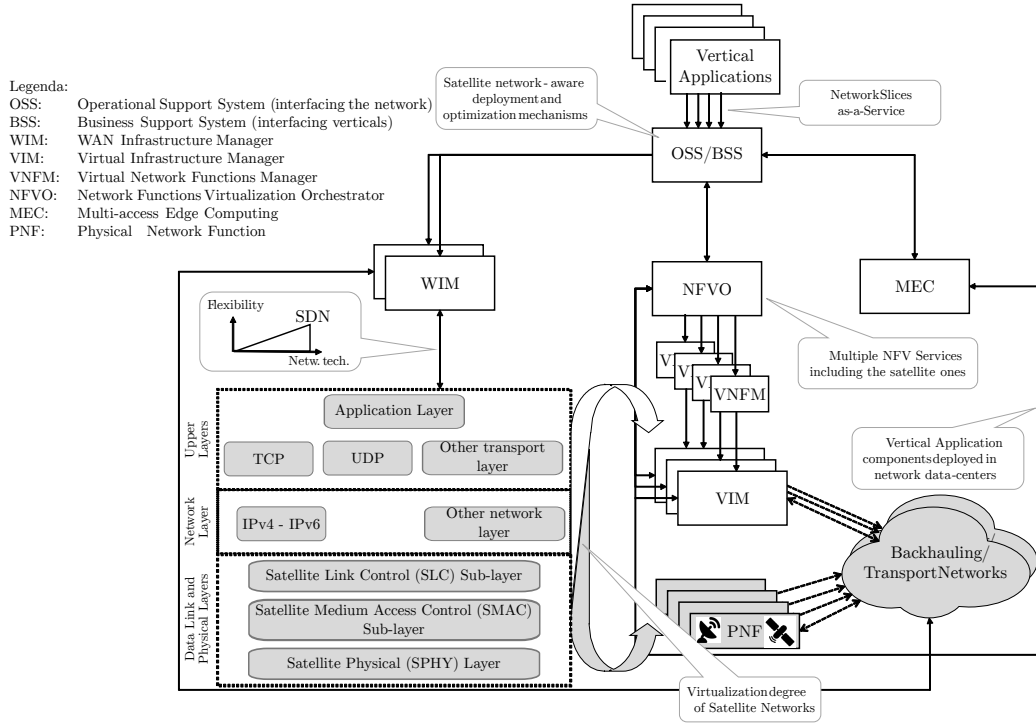 Vertical
Applications
Satellite network - aware
deployment and
optimization mechanisms
Network Slices
as-a-Service
Legenda:
OSS: Operational Support System (interfacing the network)
BSS: Business Support System (interfacing verticals)
WIM: WAN Infrastructure Manager
VIM: Virtual Infrastructure Manager
VNFM: Virtual Network Functions Manager
NFVO: Network Functions Virtualization Orchestrator
MEC: Multi-access Edge Computing
PNF: Physical Network Function
OSS/BSS
WIM
NFVO
MEC
Flexibility
SDN
Netw. tech.
Multiple NFV Services
including the satellite ones
VNFM
Upper
Layers
Application Layer
TCP
UDP
Other transport
layer
Vertical Application
components deployed in
network data-centers
VIM
Network
Layer
IPv4 - IPv6
Other network
layer
Backhauling/
Transport Networks
Data Link and
Physical Layers
Satellite Link Control (SLC) Sub-layer
Satellite Medium Access Control (SMAC)
Sub-layer
Satellite Physical (SPHY) Layer
PNF
Virtualization degree
of Satellite Networks